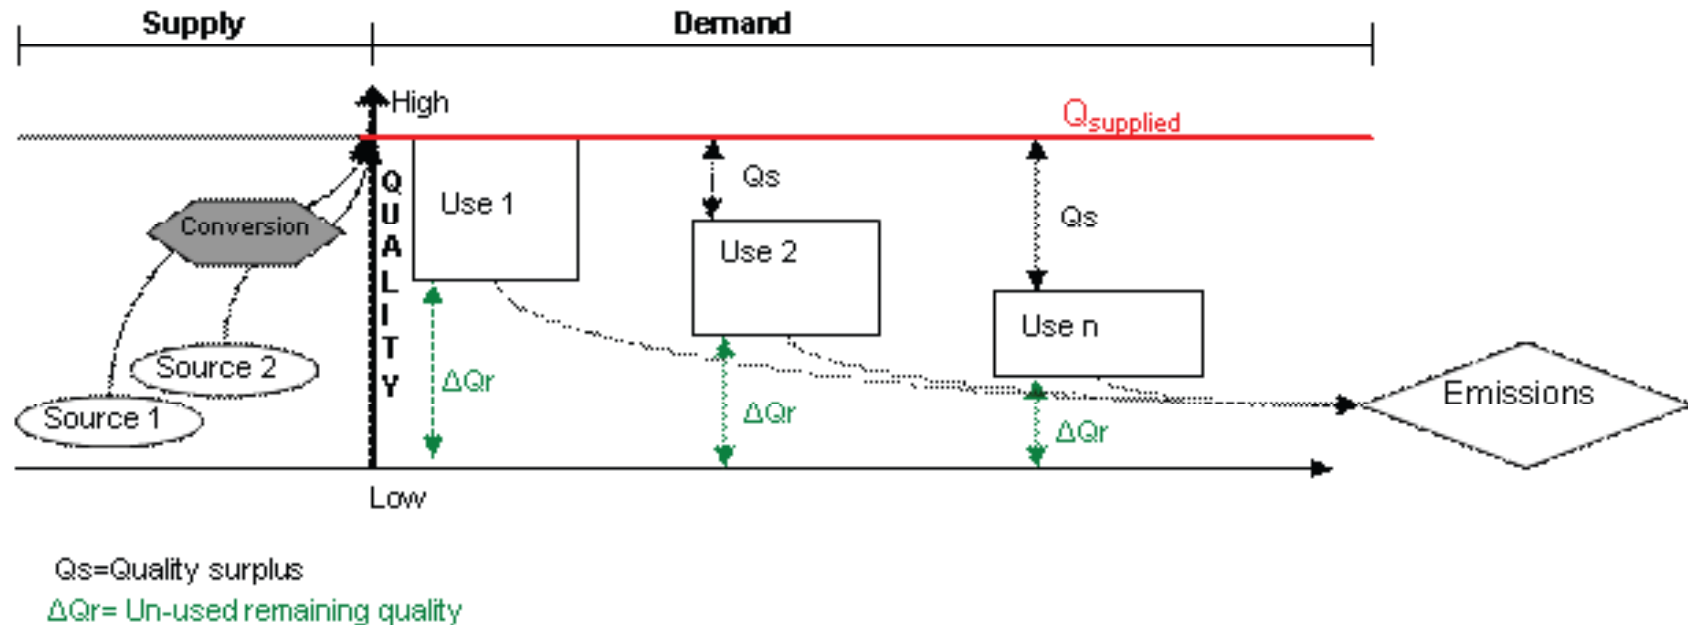 Supply
Demand
High
Qsupplied
QUALITY
Use 1
Qs
Use 2
Qs
Use n
Conversion
Source 2
Source 1
ΔQr
ΔQr
ΔQr
Emissions
Low
Qs=Quality surplus
ΔQr= Un-used remaining quality